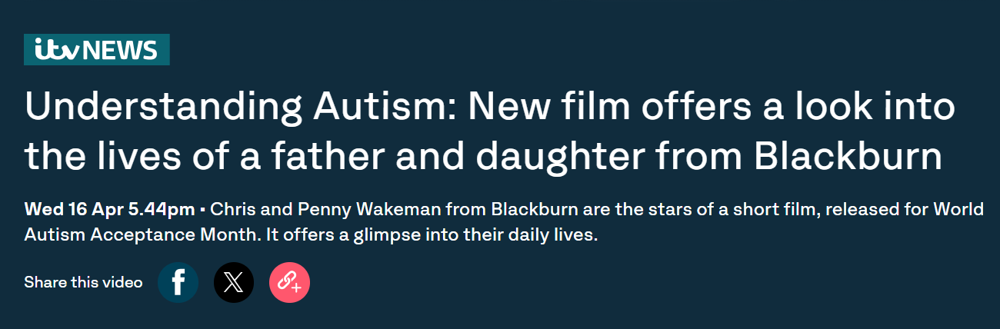 itv NEWS
Understanding Autism: New film offers a look into
the lives of a father and daughter from Blackburn
Wed 16 Apr 5.44pm • Chris and Penny Wakeman from Blackburn are the stars of a short film, released for World
Autism Acceptance Month. It offers a glimpse into their daily lives.
Share this video